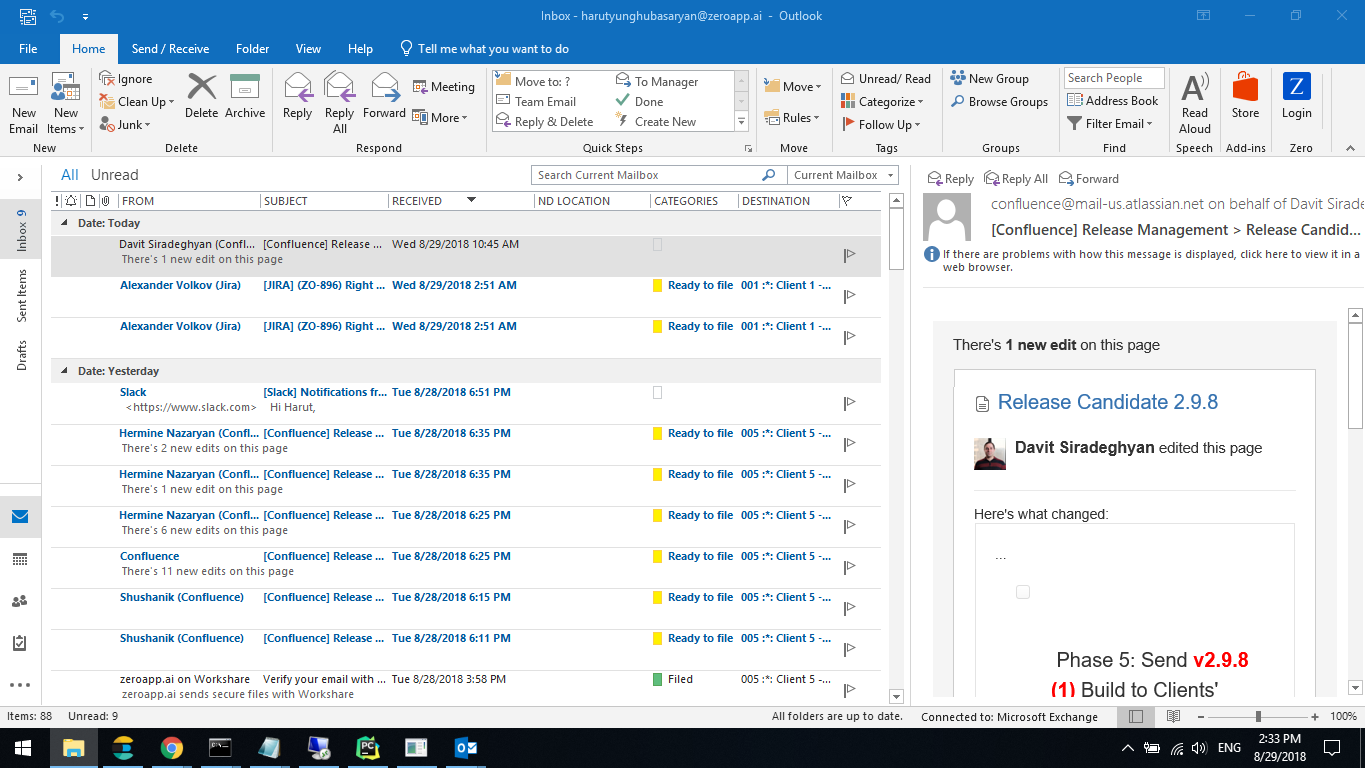 Inbox - harutyunghubasaryan@zeroapp.ai - Outlook
File Home Send / Receive Folder View Help Tell me what you want to do
New Email
New Items
New
Ignore
Clean Up
Junk
Delete
Archive
Delete
Reply
Reply All
Forward
Meeting
More
Respond
Move to: ?
Team Email
Reply & Delete
To Manager
Done
Create New
Quick Steps
Move
Rules
Move
Unread/ Read
Categorize
Follow Up
Tags
New Group
Browse Groups
Groups
Search People
Address Book
Filter Email
Find
A
Read Aloud
Speech
Store
Add-ins
Z
Login
Zero
Inbox 9
Sent Items
Drafts
All Unread
Search Current Mailbox Current Mailbox
! FROM SUBJECT RECEIVED ND LOCATION CATEGORIES DESTINATION
Date: Today
Davit Siradeghyan (Confl... [Confluence] Release ... Wed 8/29/2018 10:45 AM
There's 1 new edit on this page
Alexander Volkov (Jira) [JIRA] (ZO-896) Right ... Wed 8/29/2018 2:51 AM Ready to file 001 :*: Client 1 -...
Alexander Volkov (Jira) [JIRA] (ZO-896) Right ... Wed 8/29/2018 2:51 AM Ready to file 001 :*: Client 1 -...
Date: Yesterday
Slack [Slack] Notifications fr... Tue 8/28/2018 6:51 PM
<https://www.slack.com> Hi Harut,
Hermine Nazaryan (Confl... [Confluence] Release ... Tue 8/28/2018 6:35 PM Ready to file 005 :*: Client 5 -...
There's 2 new edits on this page
Hermine Nazaryan (Confl... [Confluence] Release ... Tue 8/28/2018 6:35 PM Ready to file 005 :*: Client 5 -...
There's 1 new edit on this page
Hermine Nazaryan (Confl... [Confluence] Release ... Tue 8/28/2018 6:25 PM Ready to file 005 :*: Client 5 -...
There's 6 new edits on this page
Confluence [Confluence] Release ... Tue 8/28/2018 6:25 PM Ready to file 005 :*: Client 5 -...
There's 11 new edits on this page
Shushanik (Confluence) [Confluence] Release ... Tue 8/28/2018 6:15 PM Ready to file 005 :*: Client 5 -...
Shushanik (Confluence) [Confluence] Release ... Tue 8/28/2018 6:11 PM Ready to file 005 :*: Client 5 -...
zeroapp.ai on Workshare Verify your email with ... Tue 8/28/2018 3:58 PM Filed 005 :*: Client 5 -...
zeroapp.ai sends secure files with Workshare
Reply Reply All Forward
confluence@mail-us.atlassian.net on behalf of Davit Sirade
[Confluence] Release Management > Release Candid...
If there are problems with how this message is displayed, click here to view it in a
web browser.
There's 1 new edit on this page
Release Candidate 2.9.8
Davit Siradeghyan edited this page
Here's what changed:
...
Phase 5: Send v2.9.8
(1) Build to Clients'
Items: 88 Unread: 9 All folders are up to date. Connected to: Microsoft Exchange 100%
PC
ENG
2:33 PM
8/29/2018